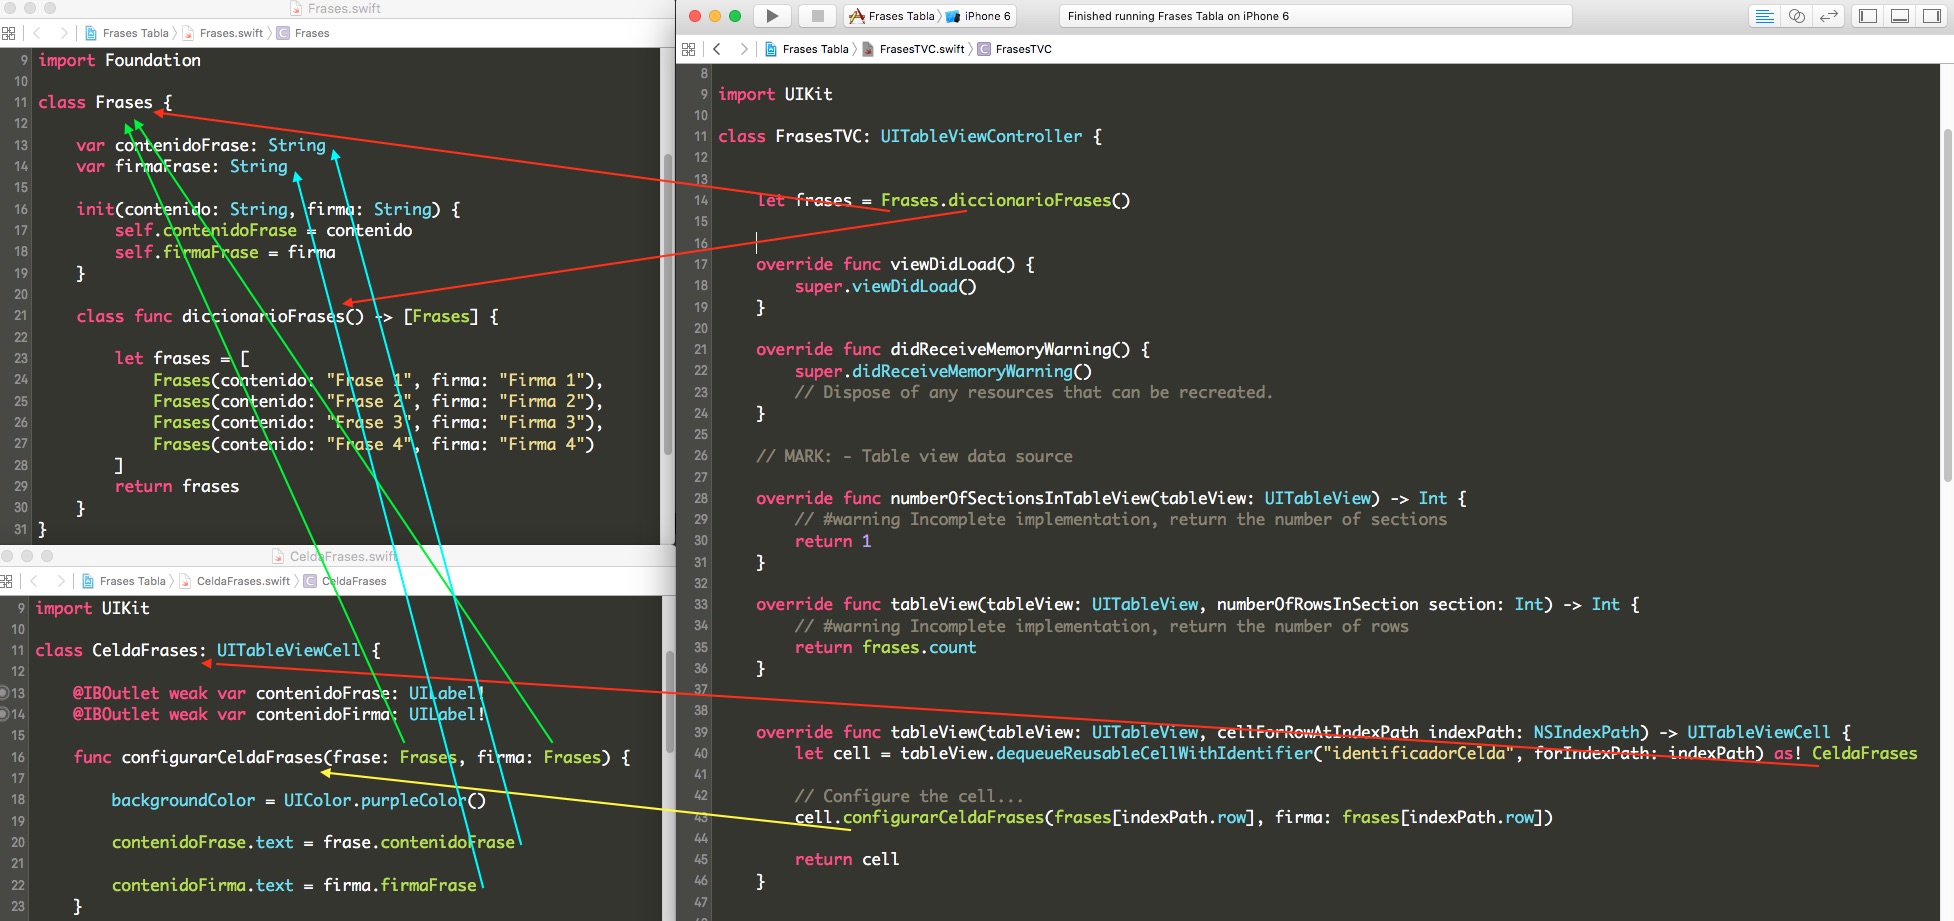 Frases.swift
Frases Tabla Frases.swift Frases
9 import Foundation
10
11 class Frases {
12
13 var contenidoFrase: String
14 var firmaFrase: String
15
16 init(contenido: String, firma: String) {
17 self.contenidoFrase = contenido
18 self.firmaFrase = firma
19 }
20
21 class func diccionarioFrases() -> [Frases] {
22
23 let frases = [
24 Frases(contenido: "Frase 1", firma: "Firma 1"),
25 Frases(contenido: "Frase 2", firma: "Firma 2"),
26 Frases(contenido: "Frase 3", firma: "Firma 3"),
27 Frases(contenido: "Frase 4", firma: "Firma 4")
28 ]
29 return frases
30 }
31 }
CeldaFrases.swift
Frases Tabla CeldaFrases.swift CeldaFrases
9 import UIKit
10
11 class CeldaFrases: UITableViewCell {
12
13 @IBOutlet weak var contenidoFrase: UILabel!
14 @IBOutlet weak var contenidoFirma: UILabel!
15
16 func configurarCeldaFrases(frase: Frases, firma: Frases) {
17
18 backgroundColor = UIColor.purpleColor()
19
20 contenidoFrase.text = frase.contenidoFrase
21
22 contenidoFirma.text = firma.firmaFrase
23 }
Frases Tabla iPhone 6
Finished running Frases Tabla on iPhone 6
Frases Tabla FrasesTVC.swift FrasesTVC
8
9 import UIKit
10
11 class FrasesTVC: UITableViewController {
12
13
14 let frases = Frases.diccionarioFrases()
15
16
17 override func viewDidLoad() {
18 super.viewDidLoad()
19 }
20
21 override func didReceiveMemoryWarning() {
22 super.didReceiveMemoryWarning()
23 // Dispose of any resources that can be recreated.
24 }
25
26 // MARK: - Table view data source
27
28 override func numberOfSectionsInTableView(tableView: UITableView) -> Int {
29 // #warning Incomplete implementation, return the number of sections
30 return 1
31 }
32
33 override func tableView(tableView: UITableView, numberOfRowsInSection section: Int) -> Int {
34 // #warning Incomplete implementation, return the number of rows
35 return frases.count
36 }
37
38
39 override func tableView(tableView: UITableView, cellForRowAtIndexPath indexPath: NSIndexPath) -> UITableViewCell {
40 let cell = tableView.dequeueReusableCellWithIdentifier("identificadorCelda", forIndexPath: indexPath) as! CeldaFrases
41
42 // Configure the cell...
43 cell.configurarCeldaFrases(frases[indexPath.row], firma: frases[indexPath.row])
44
45 return cell
46 }
47